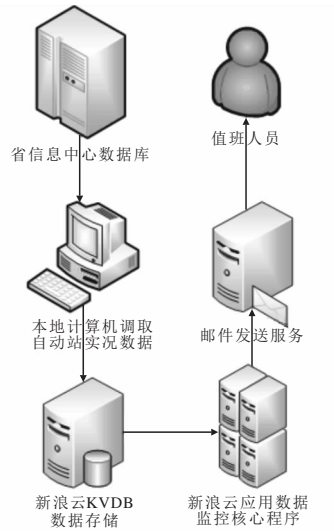 省信息中心数据库
值班人员
本地计算机调取
自动站实况数据
邮件发送服务
新浪云KVDB
数据存储
新浪云应用数据
监控核心程序